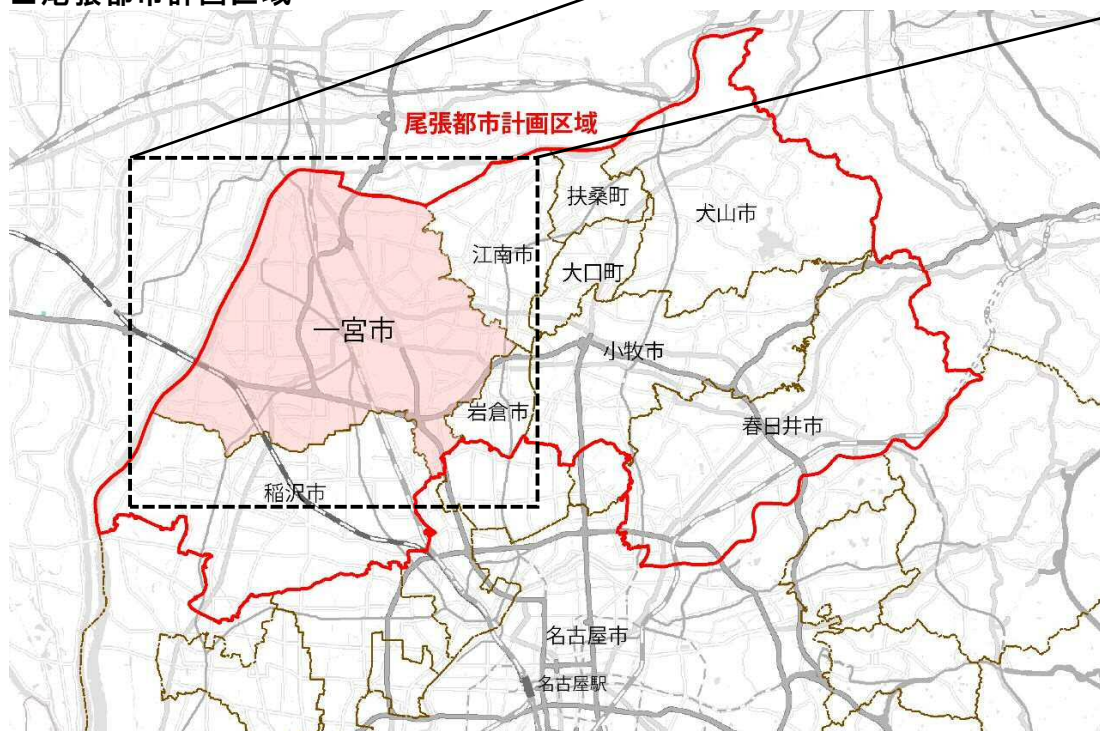 尾張都市計画区域
尾張都市計画区域
扶桑町
犬山市
江南市
大口町
一宮市
小牧市
岩倉市
春日井市
稲沢市
名古屋市
名古屋駅